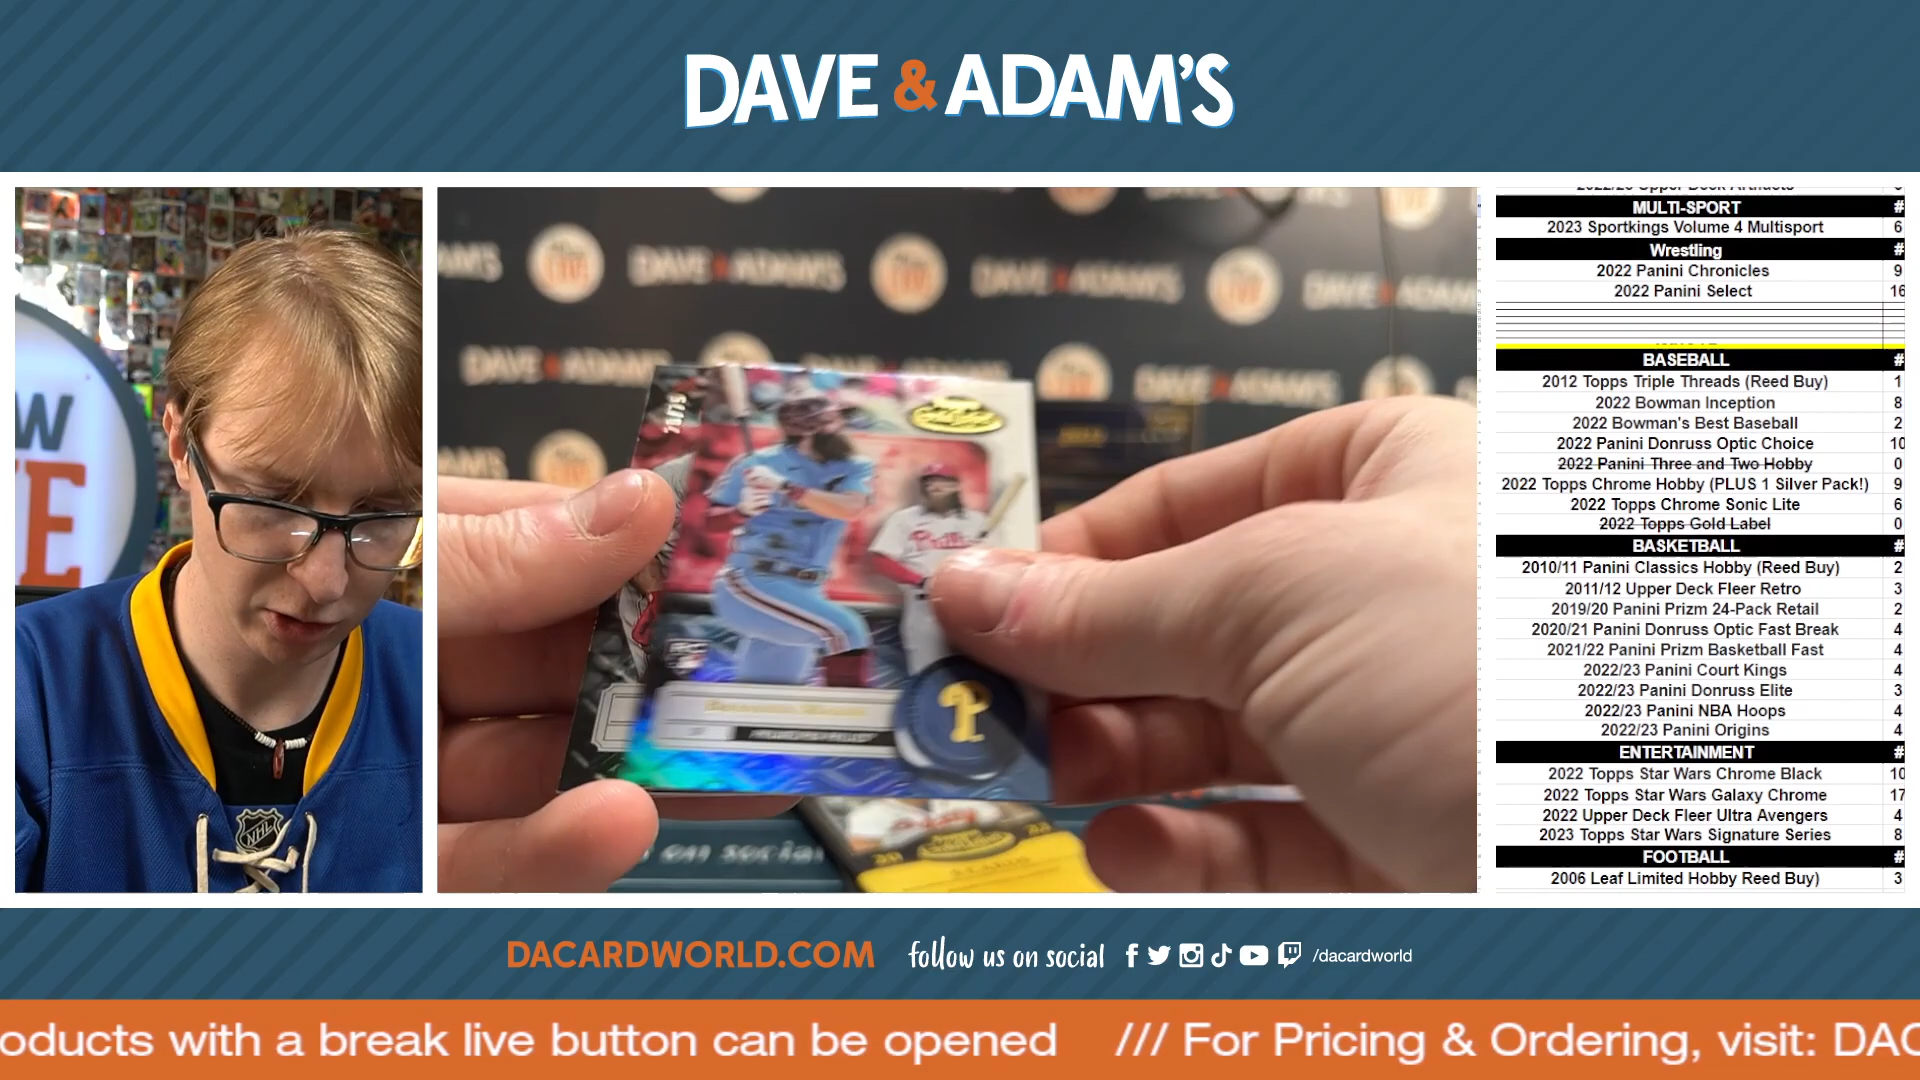 DAVE & ADAM'S
MULTI-SPORT #
2023 Sportkings Volume 4 Multisport 6
Wrestling #
2022 Panini Chronicles 9
2022 Panini Select 16
BASEBALL #
2012 Topps Triple Threads (Reed Buy) 1
2022 Bowman Inception 8
2022 Bowman's Best Baseball 2
2022 Panini Donruss Optic Choice 10
2022 Panini Three and Two Hobby 0
2022 Topps Chrome Hobby (PLUS 1 Silver Pack!) 9
2022 Topps Chrome Sonic Lite 6
2022 Topps Gold Label 0
BASKETBALL #
2010/11 Panini Classics Hobby (Reed Buy) 2
2011/12 Upper Deck Fleer Retro 3
2019/20 Panini Prizm 24-Pack Retail 2
2020/21 Panini Donruss Optic Fast Break 4
2021/22 Panini Prizm Basketball Fast 4
2022/23 Panini Court Kings 4
2022/23 Panini Donruss Elite 3
2022/23 Panini NBA Hoops 4
2022/23 Panini Origins 4
ENTERTAINMENT #
2022 Topps Star Wars Chrome Black 10
2022 Topps Star Wars Galaxy Chrome 17
2022 Upper Deck Fleer Ultra Avengers 4
2023 Topps Star Wars Signature Series 8
FOOTBALL #
2006 Leaf Limited Hobby Reed Buy) 3
DAVE & ADAM'S
DAVE & ADAM'S
NHL
P
on social
DACARDWORLD.COM follow us on social /dacardworld
oducts with a break live button can be opened /// For Pricing & Ordering, visit: DAC